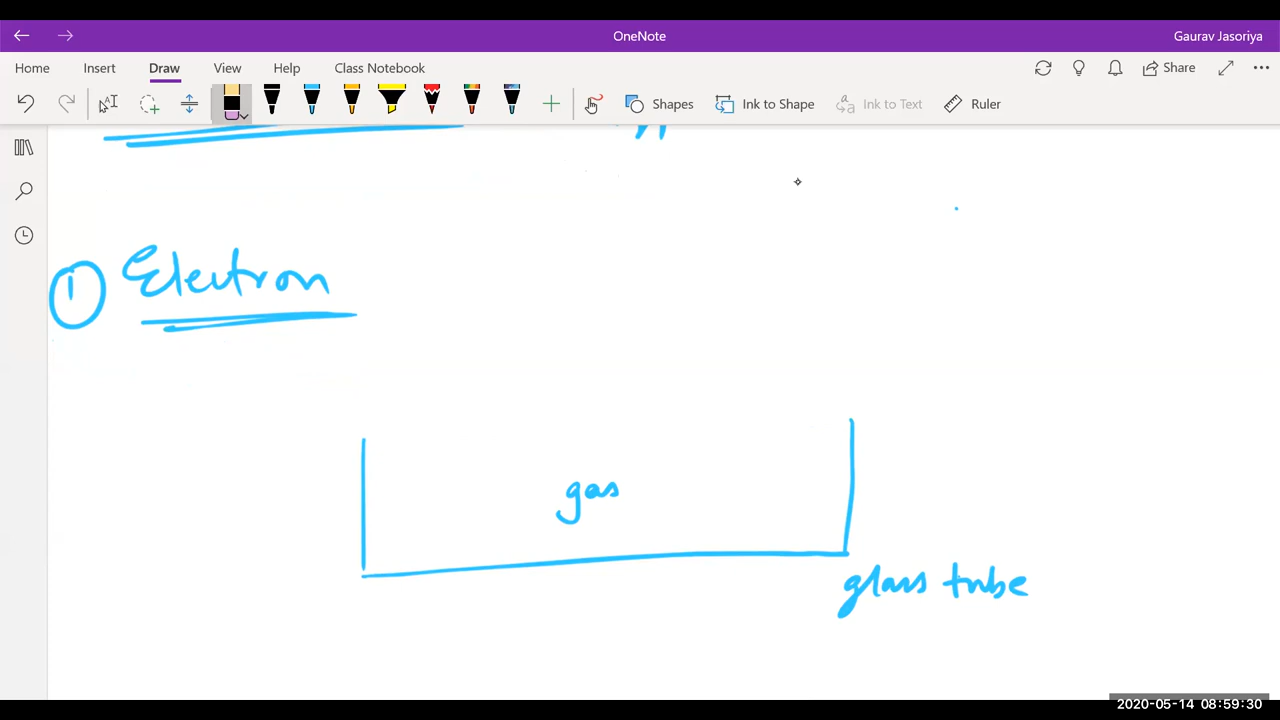 OneNote
Gaurav Jasoriya
Home Insert Draw View Help Class Notebook Share
Shapes Ink to Shape Ink to Text Ruler
① Electron
gas
glass tube
2020-05-14 08:59:30